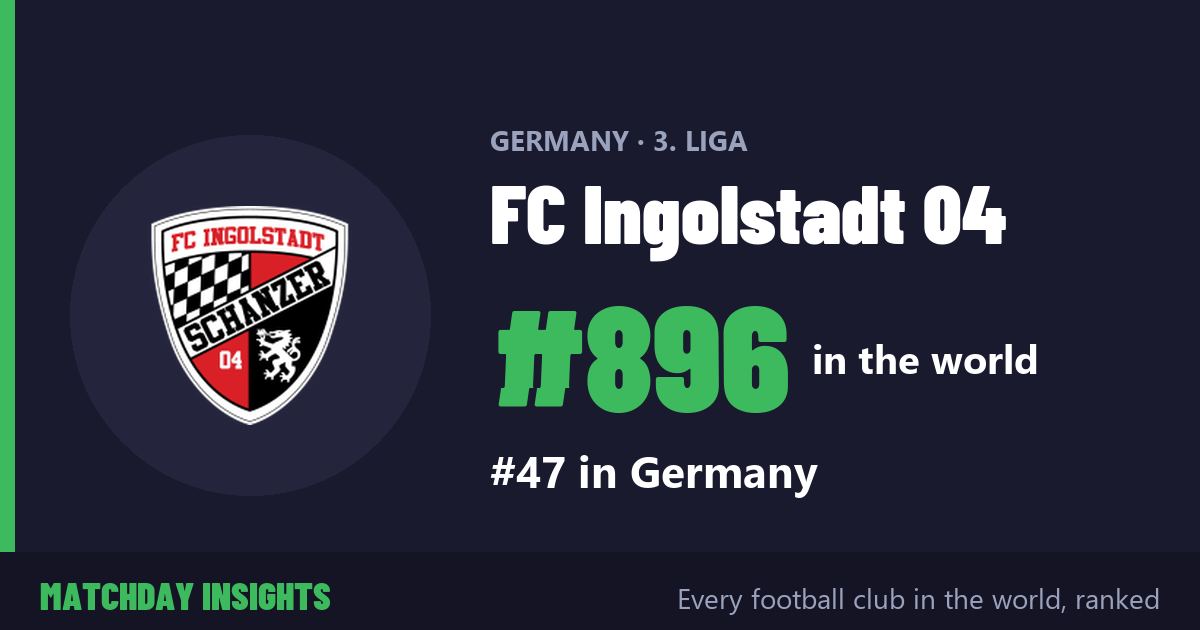 GERMANY · 3. LIGA
FC Ingolstadt 04
FC INGOLSTADT
SCHANZER
04
#896 in the world
#47 in Germany
MATCHDAY INSIGHTS
Every football club in the world, ranked